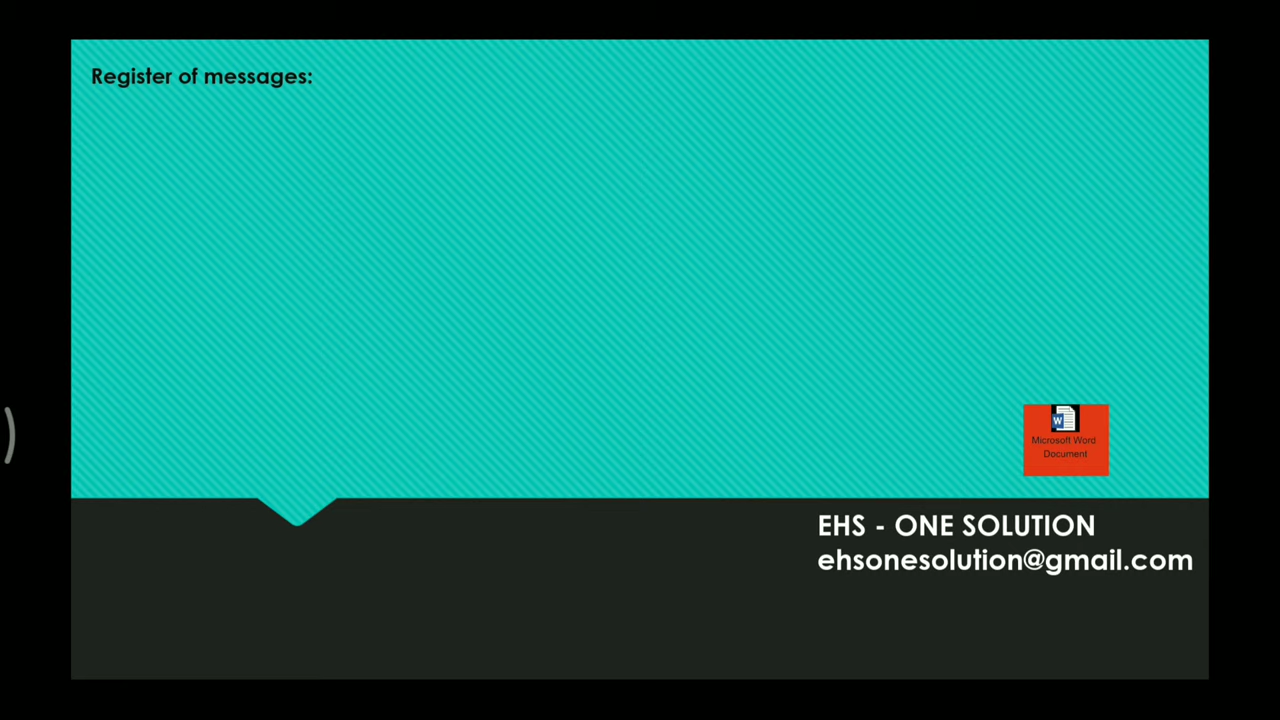 Register of messages:
W
Microsoft Word
Document
EHS - ONE SOLUTION
ehsonesolution@gmail.com